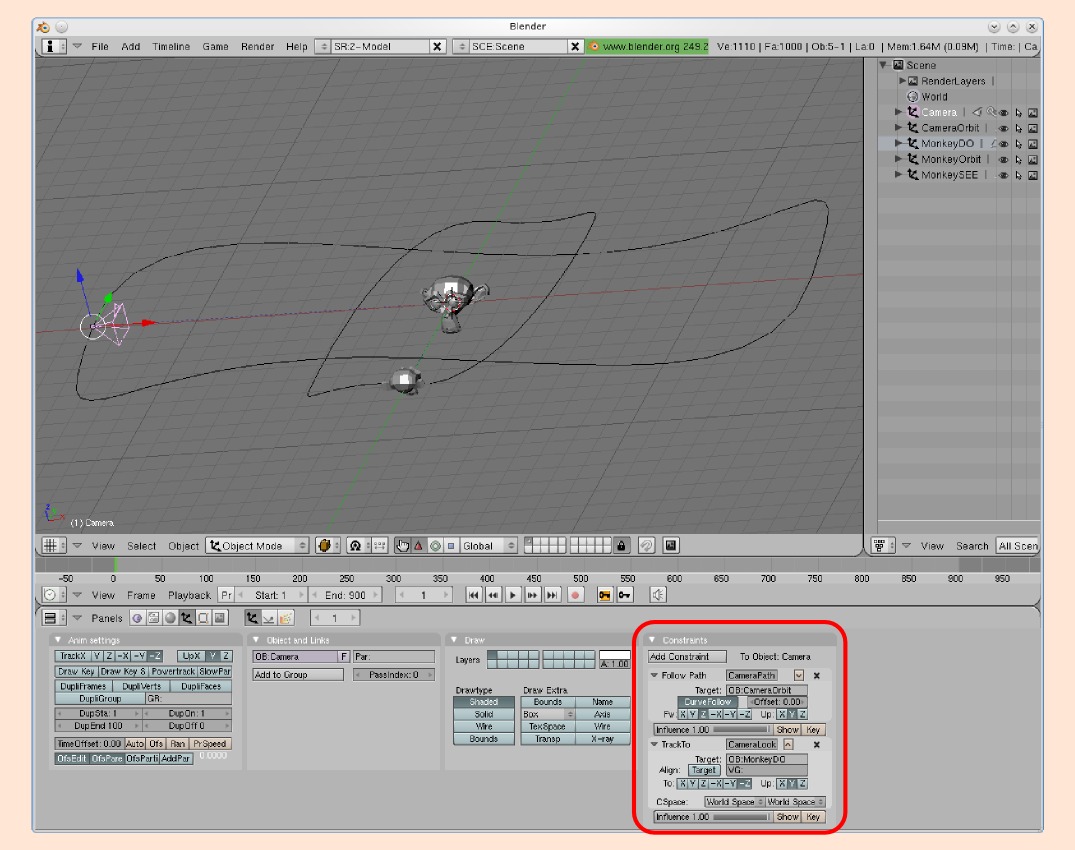 Blender
File Add Timeline Game Render Help SR:2-Model SCE:Scene www.blender.org 249.2 Ve:1110 | Fa:1000 | Ob:5-1 | La:0 | Mem:1.64M (0.09M) | Time: | Ca
Scene
RenderLayers
World
Camera
CameraOrbit
MonkeyDO
MonkeyOrbit
MonkeySEE
(1) Camera
View Select Object Object Mode Global View Search All Scen
-50 0 50 100 150 200 250 300 350 400 450 500 550 600 650 700 750 800 850 900 950
View Frame Playback Pr Start: 1 End: 900 1
Panels 1
Anim settings
TrackX Y Z -X -Y -Z UpX Y Z
Draw Key Draw Key S Powertrack SlowPar
DupliFrames DupliVerts DupliFaces
DupliGroup GR:
DupSta: 1 DupOn: 1
DupEnd 100 DupOff 0
TimeOffset: 0.00 Auto Ofs Ran PrSpeed
OfsEdit OfsPare OfsParti AddPar 0.0000
Object and Links
OB:Camera F Par:
Add to Group PassIndex: 0
Draw
Layers A: 1.00
Drawtype Draw Extra
Shaded Bounds Name
Solid Box Axis
Wire TexSpace Wire
Bounds Transp X-ray
Constraints
Add Constraint To Object: Camera
Follow Path CameraPath
Target: OB:CameraOrbit
CurveFollow Offset: 0.00
Fw X Y Z -X -Y -Z Up: X Y Z
Influence 1.00 Show Key
TrackTo CameraLook
Target: OB:MonkeyDO
Align: Target VG:
To: X Y Z -X -Y -Z Up: X Y Z
CSpace: World Space World Space
Influence 1.00 Show Key